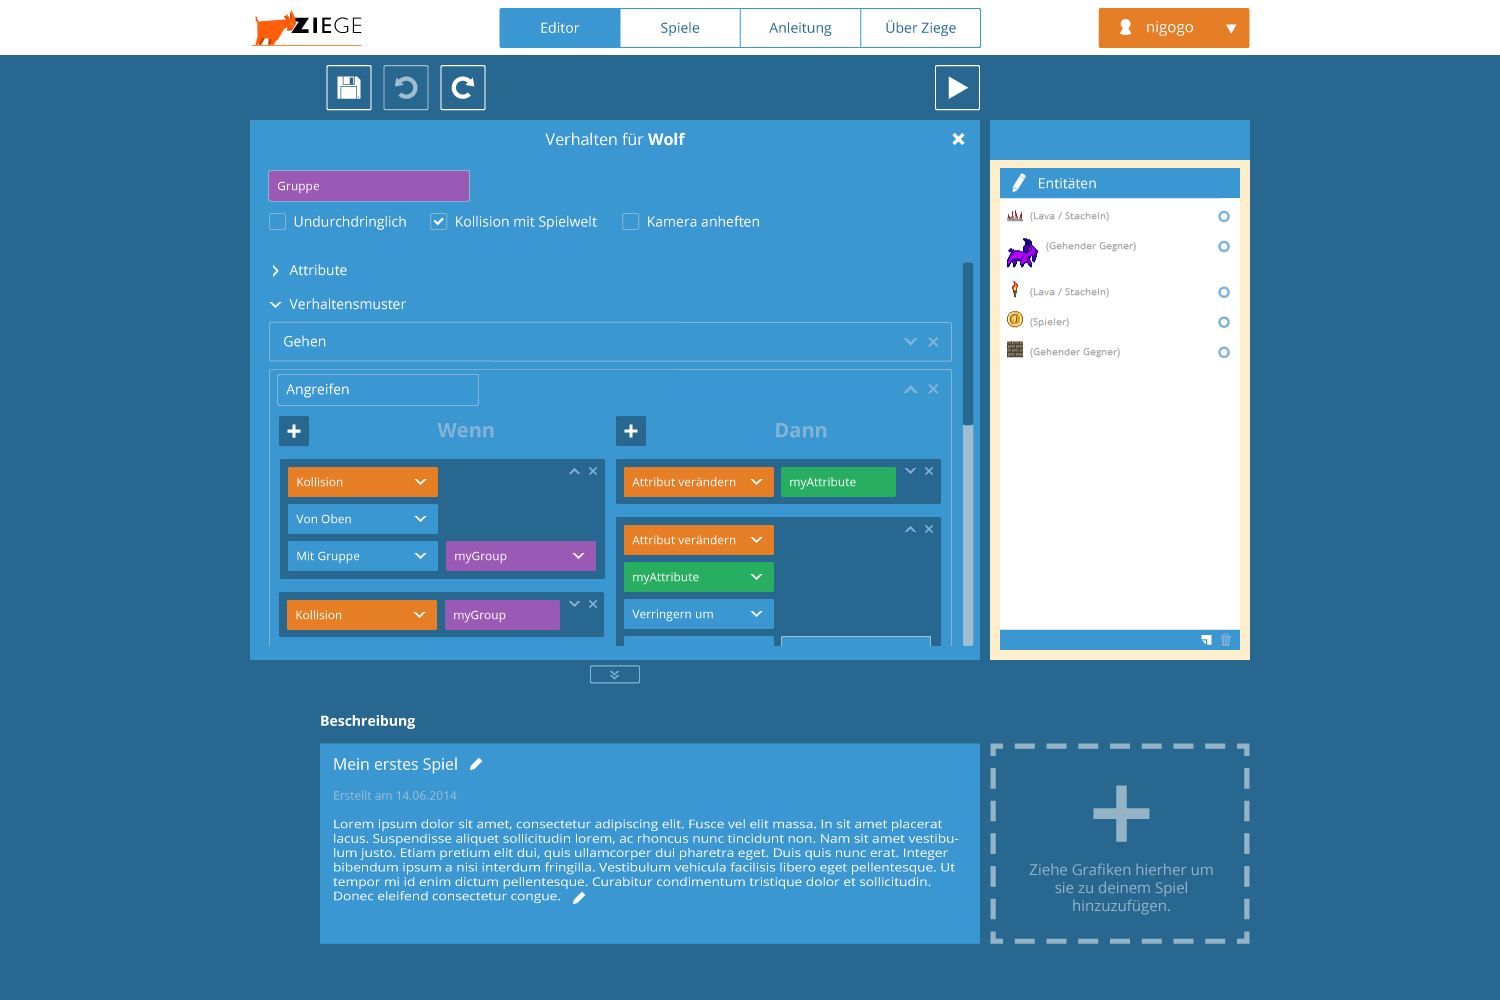 ZIEGE
Editor
Spiele
Anleitung
Über Ziege
nigogo
Verhalten für Wolf
Gruppe
Undurchdringlich
Kollision mit Spielwelt
Kamera anheften
Attribute
Verhaltensmuster
Gehen
Angreifen
Wenn
Dann
Kollision
Von Oben
Mit Gruppe
myGroup
Kollision
myGroup
Attribut verändern
myAttribute
Attribut verändern
myAttribute
Verringern um
Entitäten
(Lava / Stacheln)
(Gehender Gegner)
(Lava / Stacheln)
(Spieler)
(Gehender Gegner)
Beschreibung
Mein erstes Spiel
Erstellt am 14.06.2014
Lorem ipsum dolor sit amet, consectetur adipiscing elit. Fusce vel elit massa. In sit amet placerat
lacus. Suspendisse aliquet sollicitudin lorem, ac rhoncus nunc tincidunt non. Nam sit amet vestibu-
lum justo. Etiam pretium elit dui, quis ullamcorper dui pharetra eget. Duis quis nunc erat. Integer
bibendum ipsum a nisi interdum fringilla. Vestibulum vehicula facilisis libero eget pellentesque. Ut
tempor mi id enim dictum pellentesque. Curabitur condimentum tristique dolor et sollicitudin.
Donec eleifend consectetur congue.
Ziehe Grafiken hierher um
sie zu deinem Spiel
hinzuzufügen.